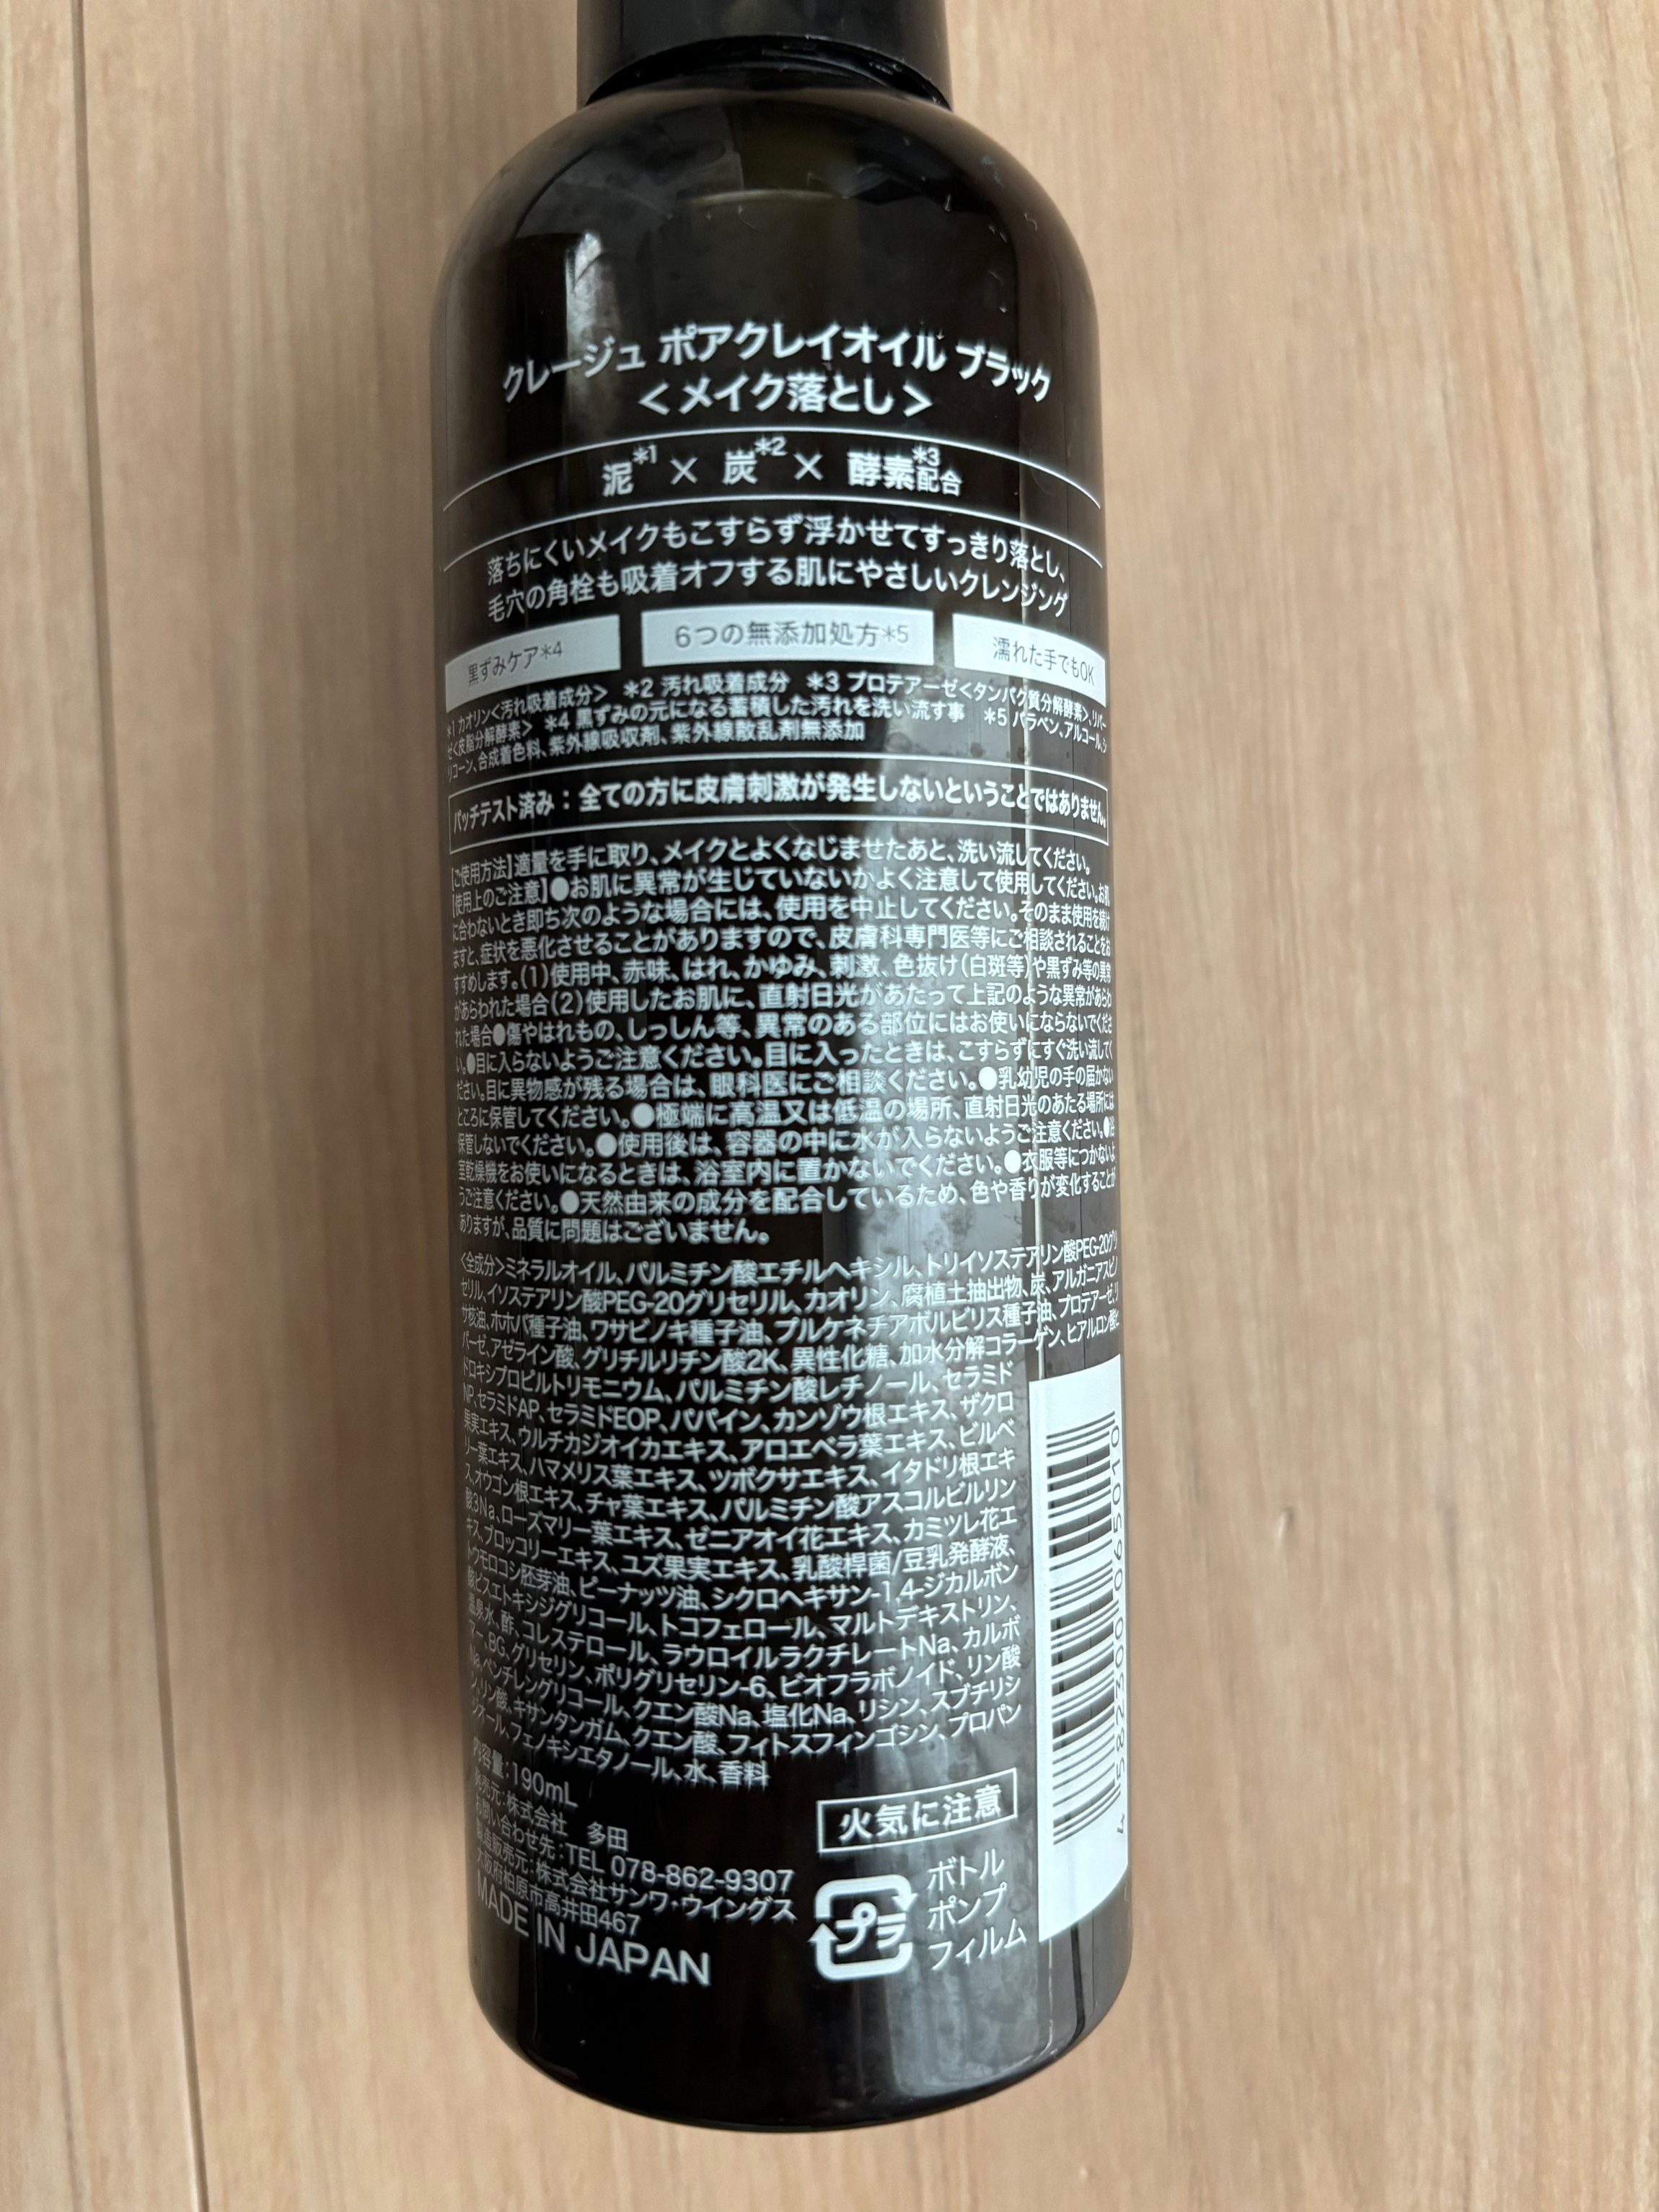 クレージュ ポアクレイオイル ブラック
＜メイク落とし＞
泥*1 × 炭*2 × 酵素*3配合
落ちにくいメイクもこすらず浮かせてすっきり落とし、
毛穴の角栓も吸着オフする肌にやさしいクレンジング
黒ずみケア*4 6つの無添加処方*5 濡れた手でもOK
*1 カオリン<汚れ吸着成分> *2 汚れ吸着成分 *3 プロテアーゼ<タンパク質分解酵素>、リパー
ゼ<皮脂分解酵素> *4 黒ずみの元になる蓄積した汚れを洗い流す事 *5 パラベン、アルコール、シ
リコーン、合成着色料、紫外線吸収剤、紫外線散乱剤無添加
パッチテスト済み：全ての方に皮膚刺激が発生しないということではありません。
【ご使用方法】適量を手に取り、メイクとよくなじませたあと、洗い流してください。
【使用上のご注意】●お肌に異常が生じていないかよく注意して使用してください。お肌
に合わないとき即ち次のような場合には、使用を中止してください。そのまま使用を続け
ますと、症状を悪化させることがありますので、皮膚科専門医等にご相談されることをお
すすめします。(1)使用中、赤味、はれ、かゆみ、刺激、色抜け(白斑等)や黒ずみ等の異常
があらわれた場合(2)使用したお肌に、直射日光があたって上記のような異常があらわ
れた場合●傷やはれもの、しっしん等、異常のある部位にはお使いにならないでくださ
い。●目に入らないようご注意ください。目に入ったときは、こすらずにすぐ洗い流してく
ださい。目に異物感が残る場合は、眼科医にご相談ください。●乳幼児の手の届かない
ところに保管してください。●極端に高温又は低温の場所、直射日光のあたる場所には
保管しないでください。●使用後は、容器の中に水が入らないようご注意ください。●浴
室乾燥機をお使いになるときは、浴室内に置かないでください。●衣服等につかないよ
うご注意ください。●天然由来の成分を配合しているため、色や香りが変化することが
ありますが、品質に問題はございません。
<全成分>ミネラルオイル、パルミチン酸エチルヘキシル、トリイソステアリン酸PEG-20グリ
セリル、イソステアリン酸PEG-20グリセリル、カオリン、腐植土抽出物、炭、アルガニアスピノ
サ核油、ホホバ種子油、ワサビノキ種子油、プルケネチアボルビリス種子油、プロテアーゼ、リ
パーゼ、アゼライン酸、グリチルリチン酸2K、異性化糖、加水分解コラーゲン、ヒアルロン酸ヒ
ドロキシプロピルトリモニウム、パルミチン酸レチノール、セラミド
NP、セラミドAP、セラミドEOP、パパイン、カンゾウ根エキス、ザクロ
果実エキス、ウルチカジオイカエキス、アロエベラ葉エキス、ビルベ
リー葉エキス、ハマメリス葉エキス、ツボクサエキス、イタドリ根エキ
ス、オウゴン根エキス、チャ葉エキス、パルミチン酸アスコルビルリン
酸3Na、ローズマリー葉エキス、ゼニアオイ花エキス、カミツレ花エ
キス、ブロッコリーエキス、ユズ果実エキス、乳酸桿菌/豆乳発酵液、
トウモロコシ胚芽油、ピーナッツ油、シクロヘキサン-1,4-ジカルボン
酸ビスエトキシジグリコール、トコフェロール、マルトデキストリン、
温泉水、酢、コレステロール、ラウロイルラクチレートNa、カルボ
マー、BG、グリセリン、ポリグリセリン-6、ビオフラボノイド、リン酸
Na、ペンチレングリコール、クエン酸Na、塩化Na、リシン、スブチリシ
ン、リン酸、キサンタンガム、クエン酸、フィトスフィンゴシン、プロパン
ジオール、フェノキシエタノール、水、香料
内容量：190mL
発売元：株式会社 多田
お問い合わせ先：TEL 078-862-9307
製造販売元：株式会社サンワ・ウイングス
大阪府柏原市高井田467
MADE IN JAPAN
火気に注意
プラ
ボトル
ポンプ
フィルム
4 582300 065010